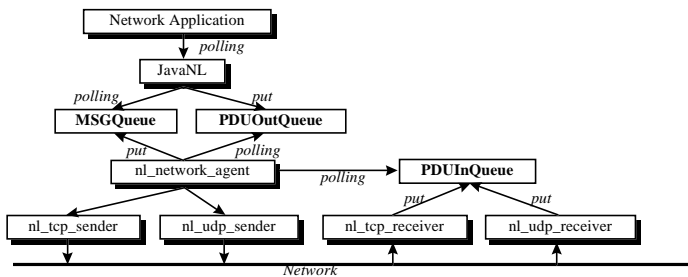 Network Application
polling
JavaNL
polling
put
MSGQueue
PDUOutQueue
put
polling
nl_network_agent
polling
PDUInQueue
put
put
nl_tcp_sender
nl_udp_sender
nl_tcp_receiver
nl_udp_receiver
Network